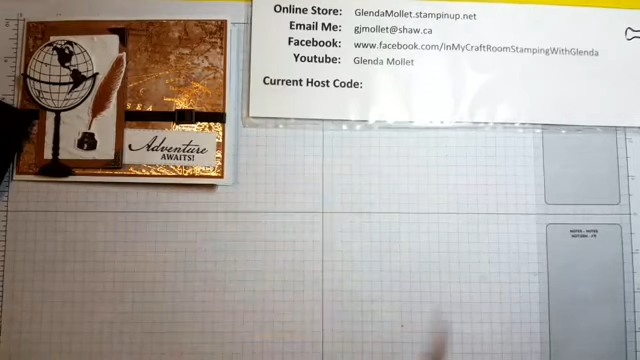 Online Store: GlendaMollet.stampinup.net
Email Me: gjmollet@shaw.ca
Facebook: www.facebook.com/InMyCraftRoomStampingWithGlenda
Youtube: Glenda Mollet
Current Host Code:
Adventure
AWAITS!